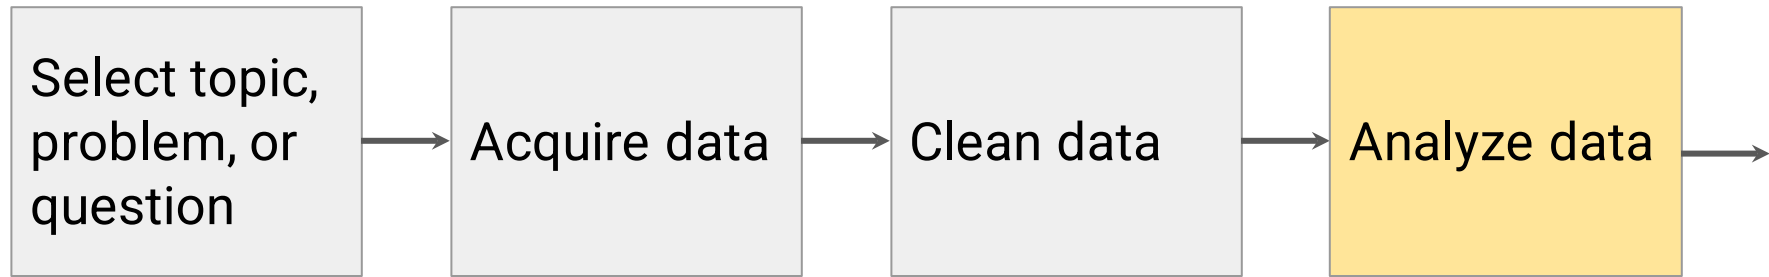 Select topic,
problem, or
question
Acquire data
Clean data
Analyze data